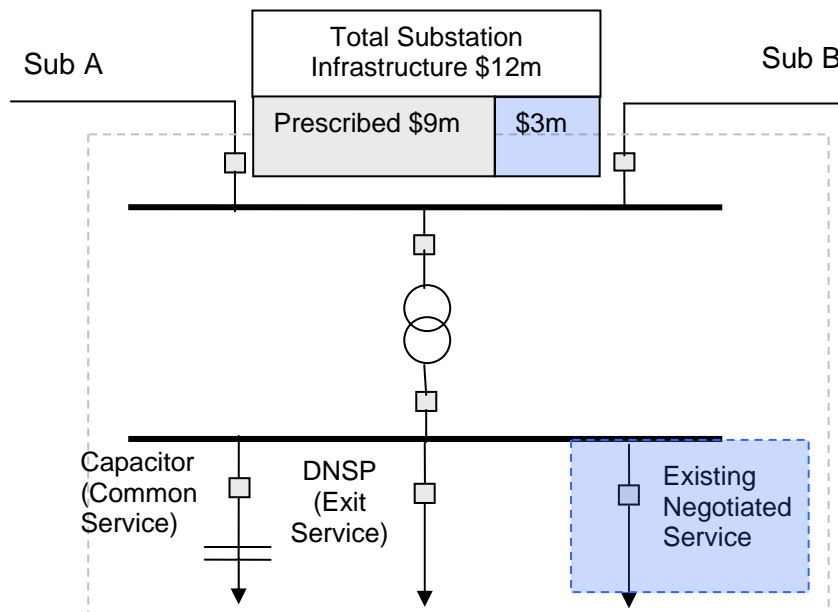 Total Substation
Infrastructure $12m
Sub A
Sub B
Prescribed $9m
$3m
Capacitor
(Common
Service)
DNSP
(Exit
Service)
Existing
Negotiated
Service